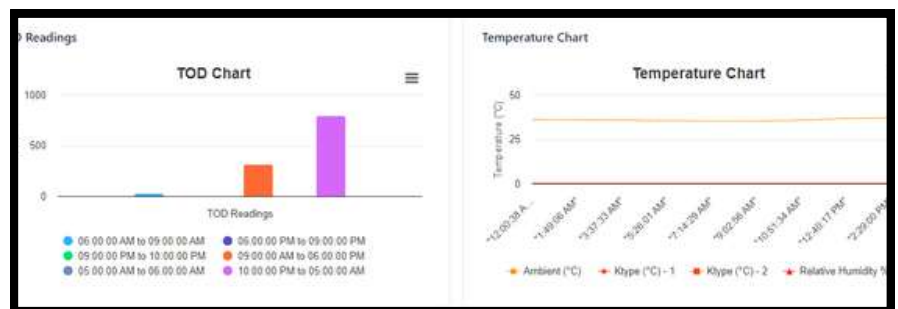 Readings
Temperature Chart
TOD Chart
1000
500
0
TOD Readings
06:00:00 AM to 09:00:00 AM
06:00:00 PM to 09:00:00 PM
09:00:00 PM to 10:00:00 PM
09:00:00 AM to 06:00:00 PM
05:00:00 AM to 06:00:00 AM
10:00:00 PM to 05:00:00 AM
Temperature Chart
Temperature (°C)
50
25
0
"12:00:38 A...
"1:49:06 AM"
"3:37:33 AM"
"5:26:01 AM"
"7:14:29 AM"
"9:02:56 AM"
"10:51:34 AM"
"12:40:17 PM"
"2:29:00 PM
Ambient (°C)
Ktype (°C) - 1
Ktype (°C) - 2
Relative Humidity %